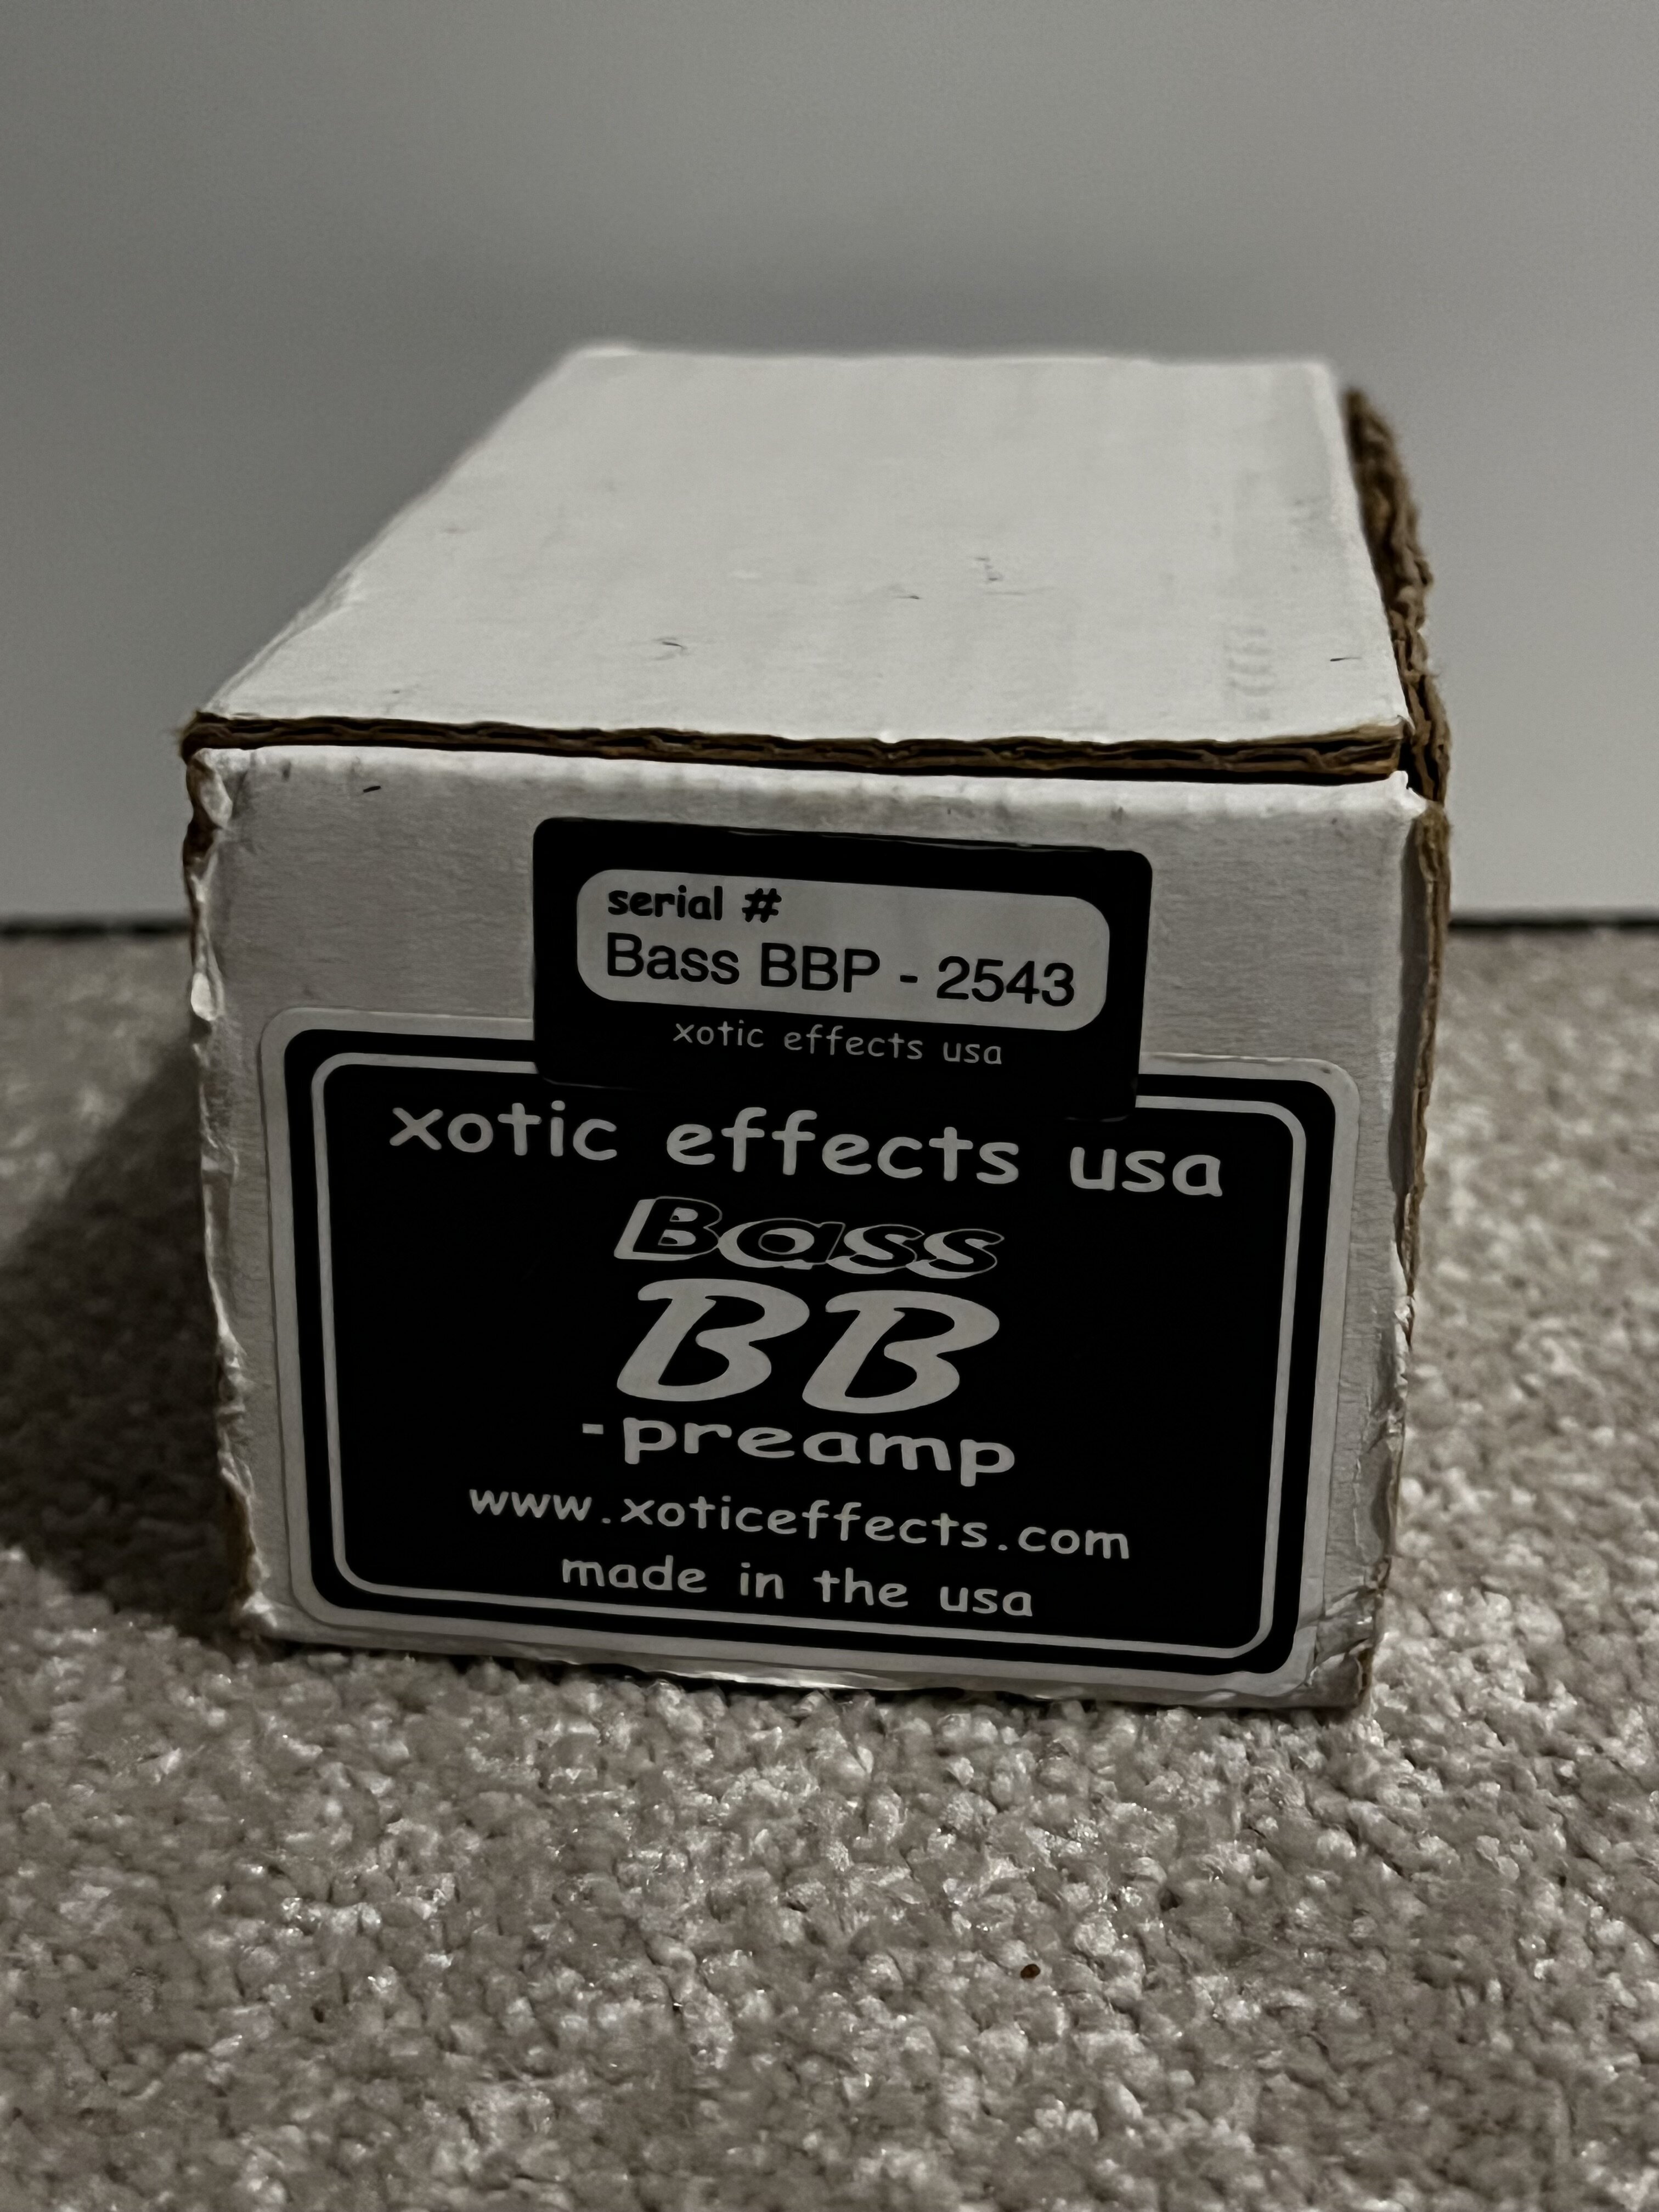 serial #
Bass BBP - 2543
xotic effects usa
xotic effects usa
Bass
BB
-preamp
www.xoticeffects.com
made in the usa